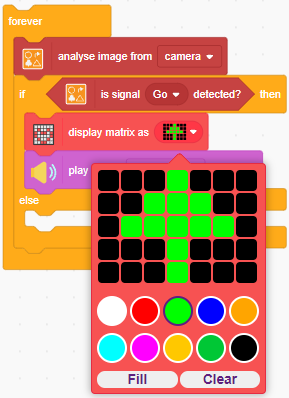 forever
analyse image from camera
if is signal Go detected? then
display matrix as
play
else
Fill Clear